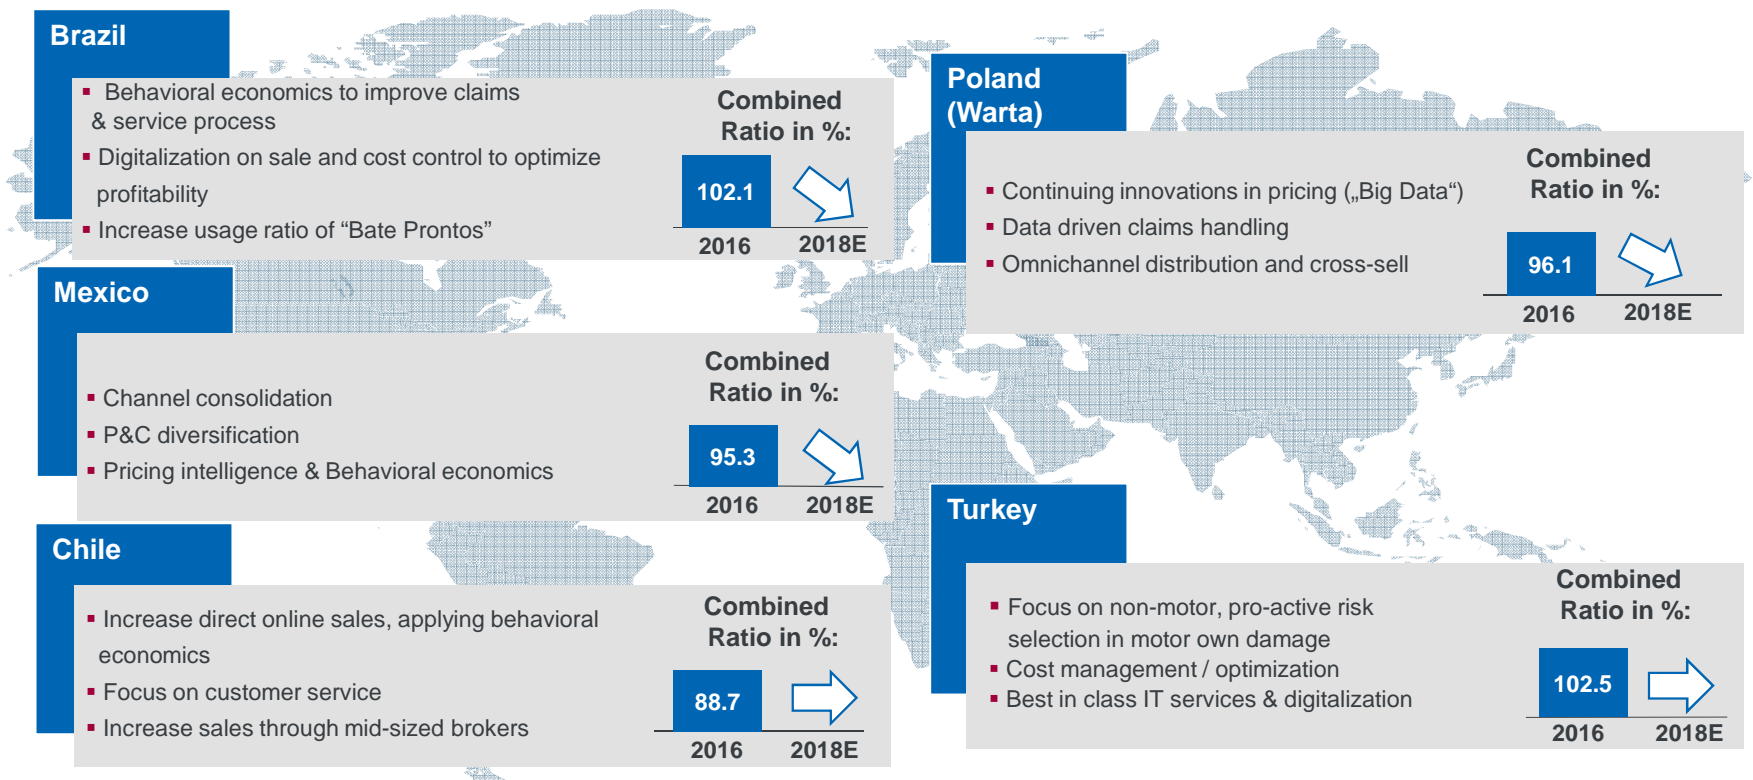 Brazil
▪ Behavioral economics to improve claims
& service process
▪ Digitalization on sale and cost control to optimize
profitability
▪ Increase usage ratio of “Bate Prontos”
Combined
Ratio in %:
102.1
2016 2018E
Mexico
▪ Channel consolidation
▪ P&C diversification
▪ Pricing intelligence & Behavioral economics
Combined
Ratio in %:
95.3
2016 2018E
Chile
▪ Increase direct online sales, applying behavioral
economics
▪ Focus on customer service
▪ Increase sales through mid-sized brokers
Combined
Ratio in %:
88.7
2016 2018E
Poland
(Warta)
▪ Continuing innovations in pricing („Big Data“)
▪ Data driven claims handling
▪ Omnichannel distribution and cross-sell
Combined
Ratio in %:
96.1
2016 2018E
Turkey
▪ Focus on non-motor, pro-active risk
selection in motor own damage
▪ Cost management / optimization
▪ Best in class IT services & digitalization
Combined
Ratio in %:
102.5
2016 2018E